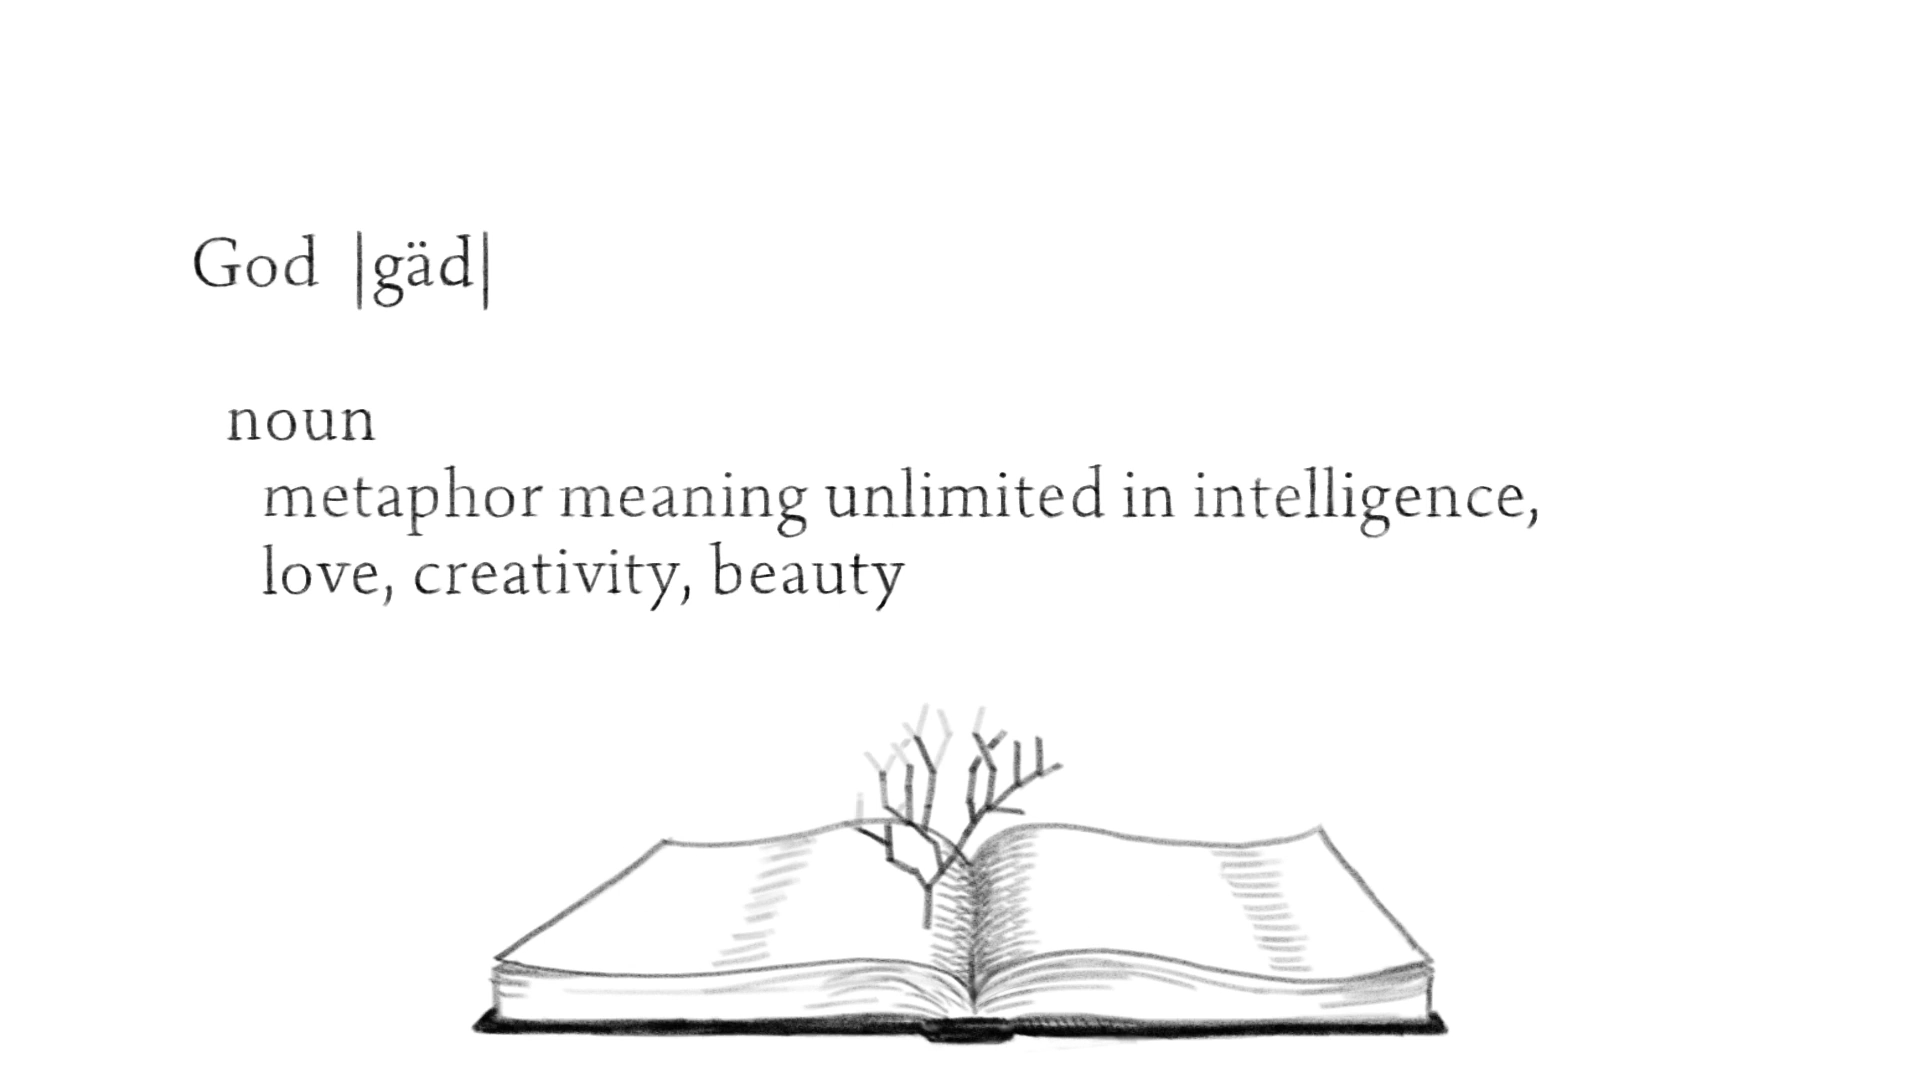 God |gäd|
noun
metaphor meaning unlimited in intelligence,
love, creativity, beauty